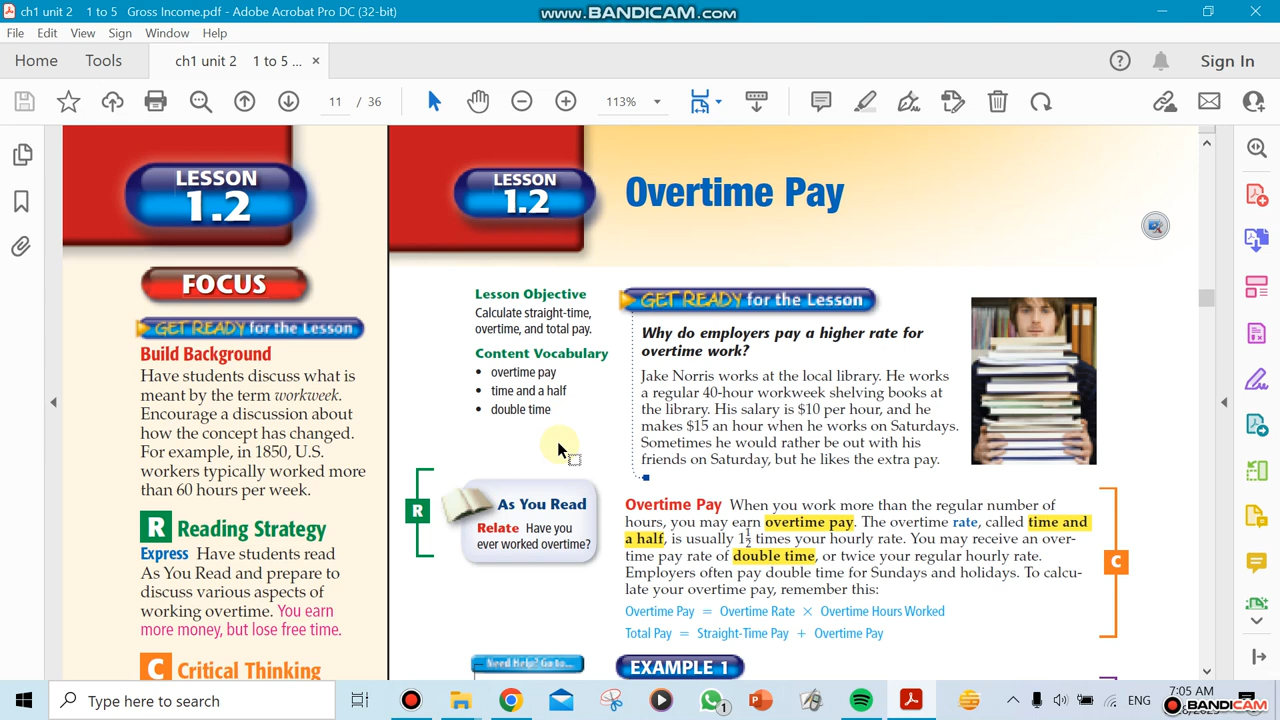 ch1 unit 2 1 to 5 Gross Income.pdf - Adobe Acrobat Pro DC (32-bit)
www.BANDICAM.com
File Edit View Sign Window Help
Home Tools ch1 unit 2 1 to 5 ... × Sign In
11 / 36 113%
LESSON
1.2
FOCUS
GET READY for the Lesson
Build Background
Have students discuss what is
meant by the term workweek.
Encourage a discussion about
how the concept has changed.
For example, in 1850, U.S.
workers typically worked more
than 60 hours per week.
R Reading Strategy
Express Have students read
As You Read and prepare to
discuss various aspects of
working overtime. You earn
more money, but lose free time.
C Critical Thinking
LESSON
1.2
Overtime Pay
Lesson Objective
Calculate straight-time,
overtime, and total pay.
Content Vocabulary
• overtime pay
• time and a half
• double time
R
As You Read
Relate Have you
ever worked overtime?
Need Help? Go to...
GET READY for the Lesson
Why do employers pay a higher rate for
overtime work?
Jake Norris works at the local library. He works
a regular 40-hour workweek shelving books at
the library. His salary is $10 per hour, and he
makes $15 an hour when he works on Saturdays.
Sometimes he would rather be out with his
friends on Saturday, but he likes the extra pay.
Overtime Pay When you work more than the regular number of
hours, you may earn overtime pay. The overtime rate, called time and
a half, is usually 1½ times your hourly rate. You may receive an over-
time pay rate of double time, or twice your regular hourly rate.
Employers often pay double time for Sundays and holidays. To calcu-
late your overtime pay, remember this:
C
Overtime Pay = Overtime Rate × Overtime Hours Worked
Total Pay = Straight-Time Pay + Overtime Pay
EXAMPLE 1
Type here to search
1
ENG
7:05 AM
BANDICAM